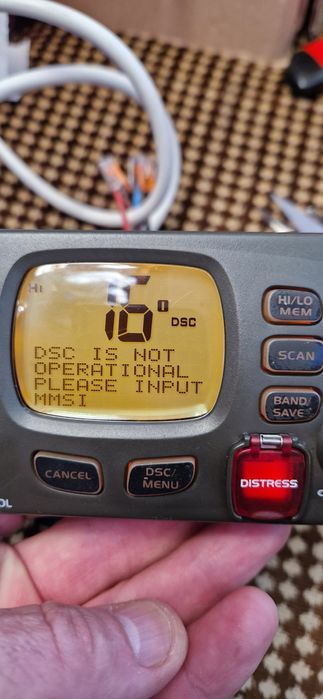 HI
16
DSC
DSC IS NOT
OPERATIONAL
PLEASE INPUT
MMSI
HI/LO
MEM
SCAN
BAND/
SAVE
CANCEL
DSC/
MENU
DISTRESS
OL